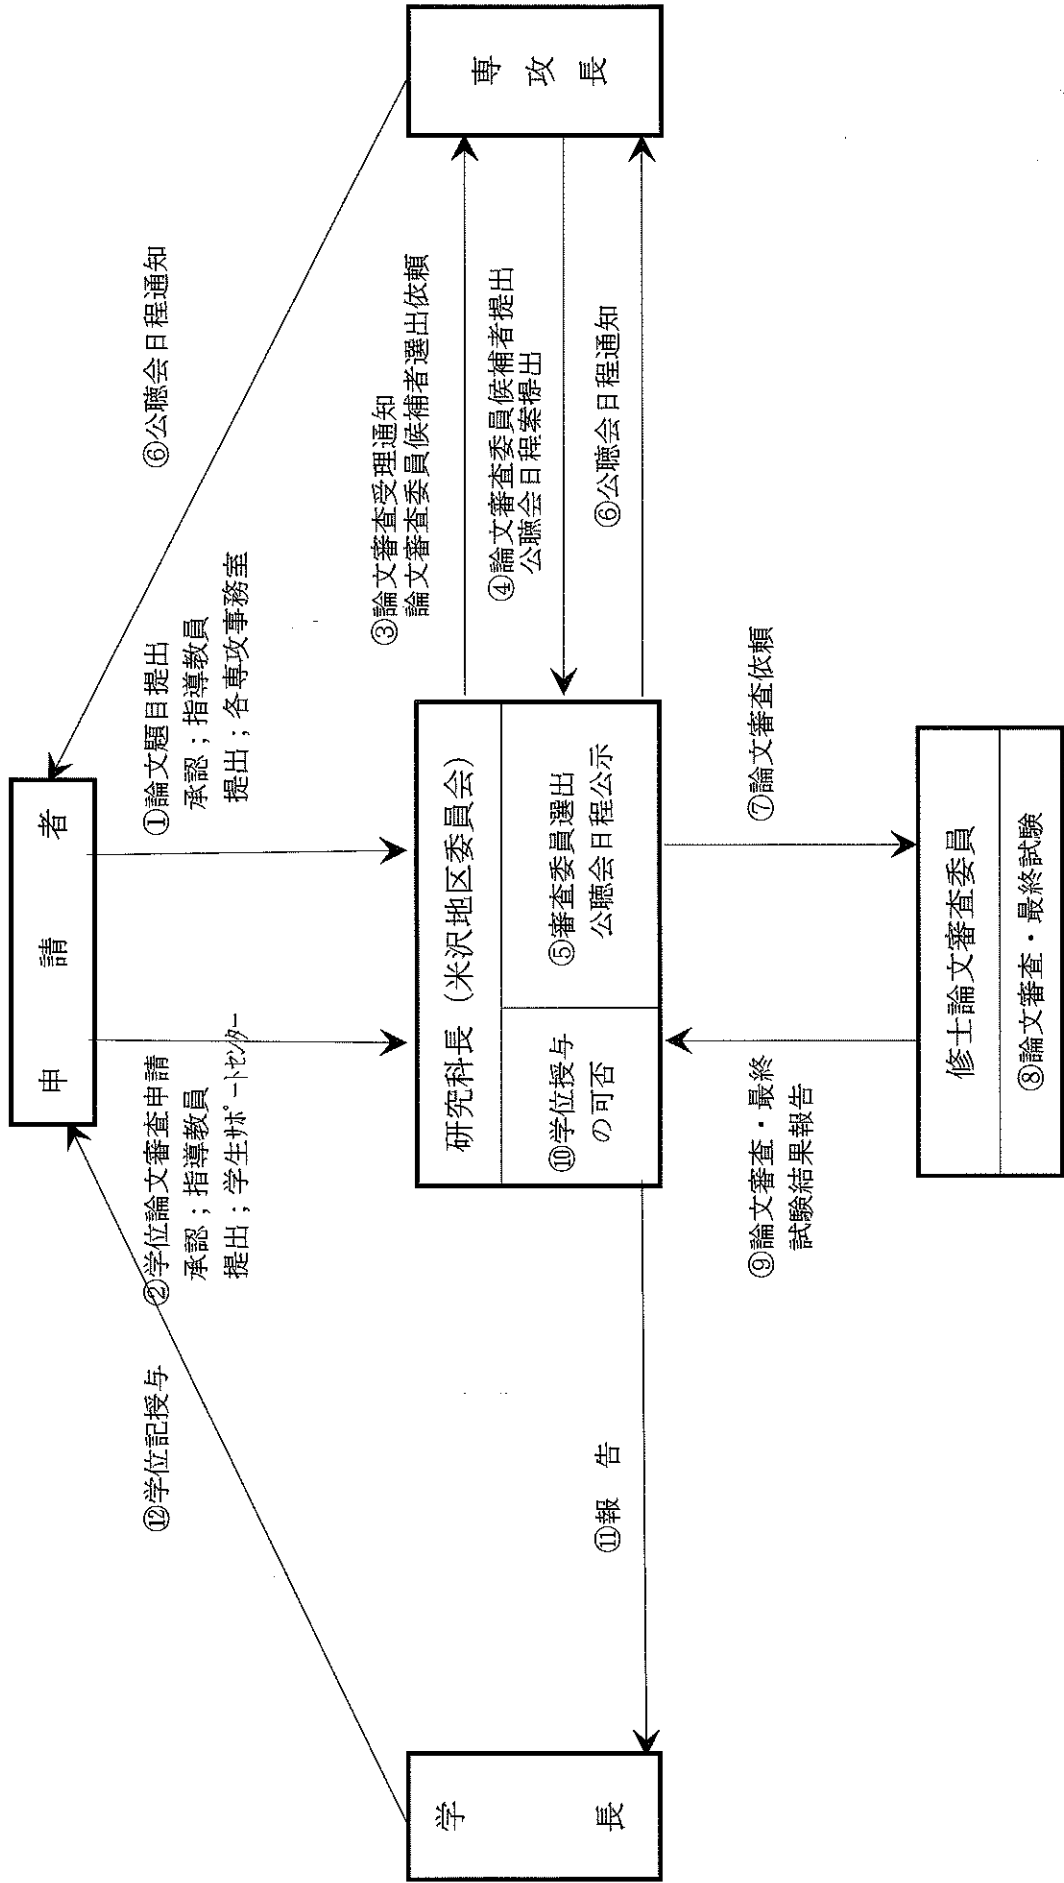 申請者
①論文題目提出
承認；指導教員
提出；各専攻事務室
②学位論文審査申請
承認；指導教員
提出；学生ｻﾎﾟｰﾄｾﾝﾀｰ
⑥公聴会日程通知
⑫学位記授与
学長
研究科長（米沢地区委員会）
⑩学位授与
の可否
⑤審査委員選出
公聴会日程公示
専攻長
③論文審査受理通知
論文審査委員候補者選出依頼
④論文審査委員候補者提出
公聴会日程案提出
⑥公聴会日程通知
⑪報告
⑨論文審査・最終
試験結果報告
⑦論文審査依頼
修士論文審査委員
⑧論文審査・最終試験